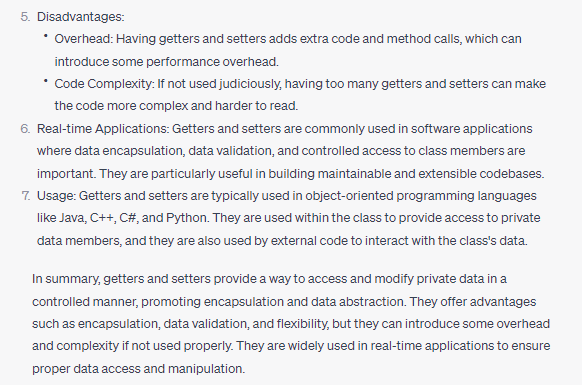 5. Disadvantages:
• Overhead: Having getters and setters adds extra code and method calls, which can
introduce some performance overhead.
• Code Complexity: If not used judiciously, having too many getters and setters can make
the code more complex and harder to read.
6. Real-time Applications: Getters and setters are commonly used in software applications
where data encapsulation, data validation, and controlled access to class members are
important. They are particularly useful in building maintainable and extensible codebases.
7. Usage: Getters and setters are typically used in object-oriented programming languages
like Java, C++, C#, and Python. They are used within the class to provide access to private
data members, and they are also used by external code to interact with the class's data.
In summary, getters and setters provide a way to access and modify private data in a
controlled manner, promoting encapsulation and data abstraction. They offer advantages
such as encapsulation, data validation, and flexibility, but they can introduce some overhead
and complexity if not used properly. They are widely used in real-time applications to ensure
proper data access and manipulation.